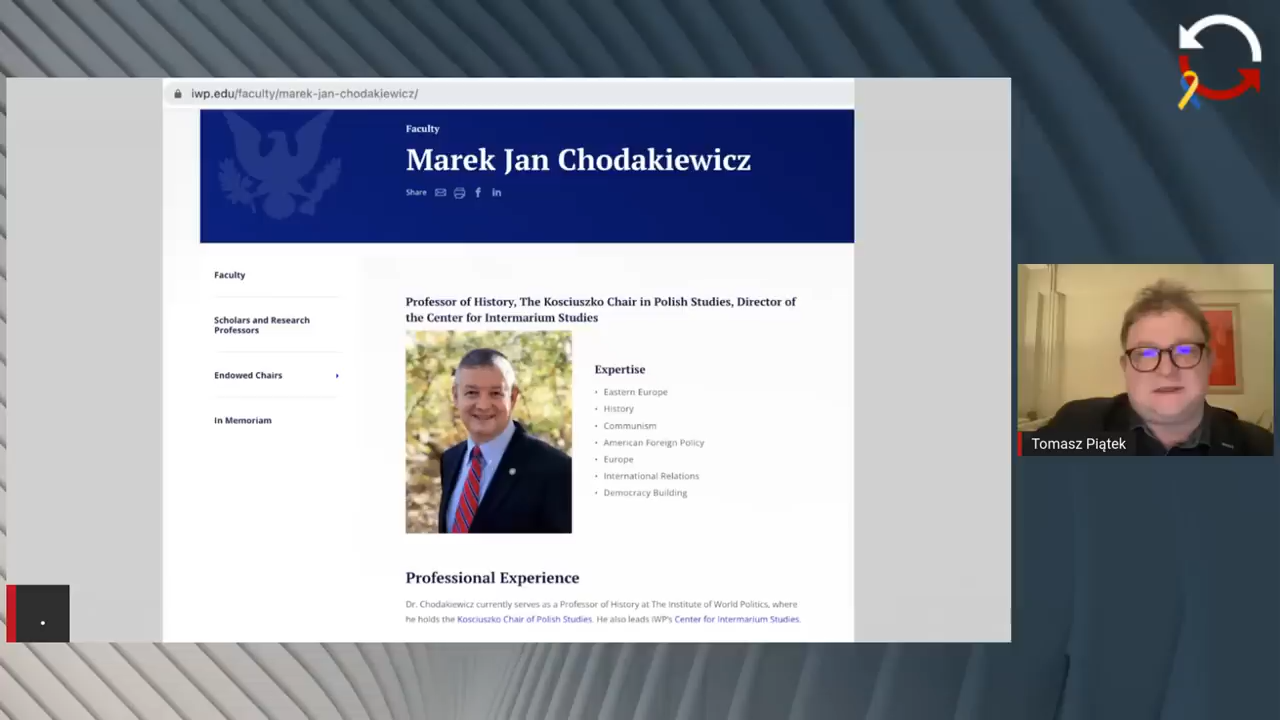 iwp.edu/faculty/marek-jan-chodakiewicz/
Faculty
Marek Jan Chodakiewicz
Share
Faculty
Scholars and Research
Professors
Endowed Chairs
In Memoriam
Professor of History, The Kosciuszko Chair in Polish Studies, Director of
the Center for Intermarium Studies
Expertise
Eastern Europe
History
Communism
American Foreign Policy
Europe
International Relations
Democracy Building
Professional Experience
Dr. Chodakiewicz currently serves as a Professor of History at The Institute of World Politics, where
he holds the Kosciuszko Chair of Polish Studies. He also leads IWP's Center for Intermarium Studies.
Tomasz Piątek
.